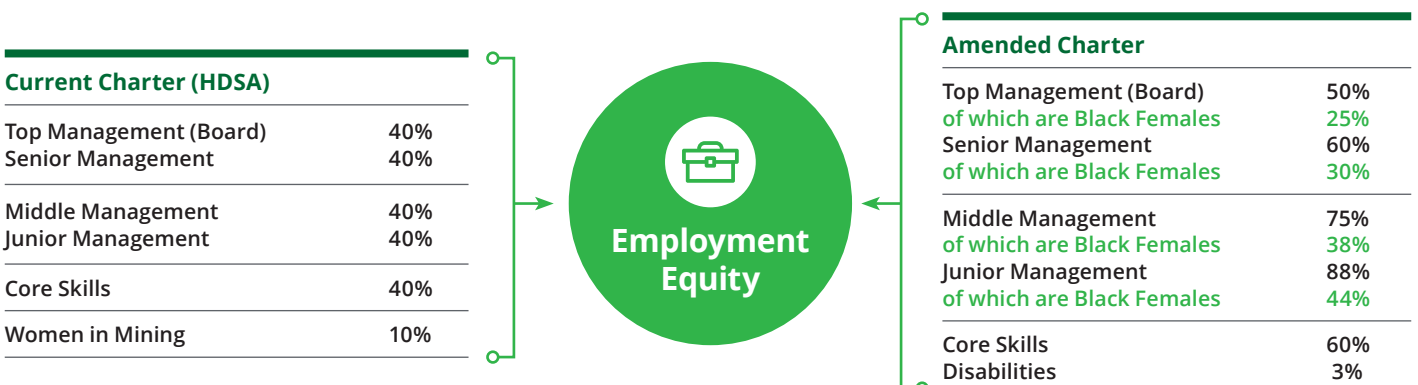 Current Charter (HDSA)
Top Management (Board) 40%
Senior Management 40%
Middle Management 40%
Junior Management 40%
Core Skills 40%
Women in Mining 10%
Employment
Equity
Amended Charter
Top Management (Board) 50%
of which are Black Females 25%
Senior Management 60%
of which are Black Females 30%
Middle Management 75%
of which are Black Females 38%
Junior Management 88%
of which are Black Females 44%
Core Skills 60%
Disabilities 3%